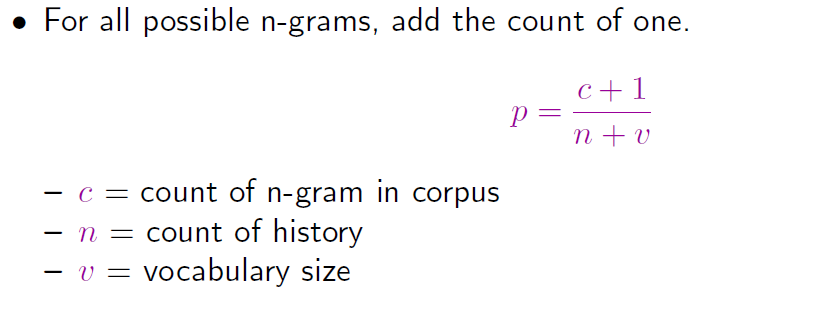 • For all possible n-grams, add the count of one.
p = \frac{c + 1}{n + v}
– c = count of n-gram in corpus
– n = count of history
– v = vocabulary size